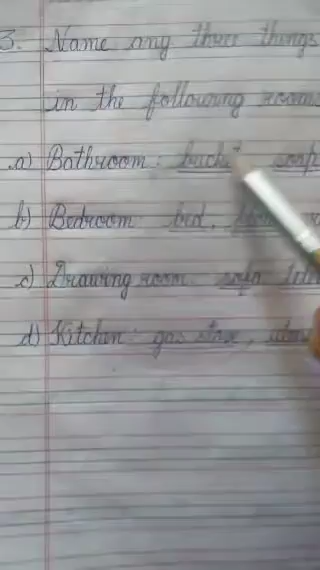 3. Name any three things
in the following rooms
a) Bathroom : bucket soap
b) Bedroom bed,
c) Drawing room sofa
d) Kitchen : gas stove,